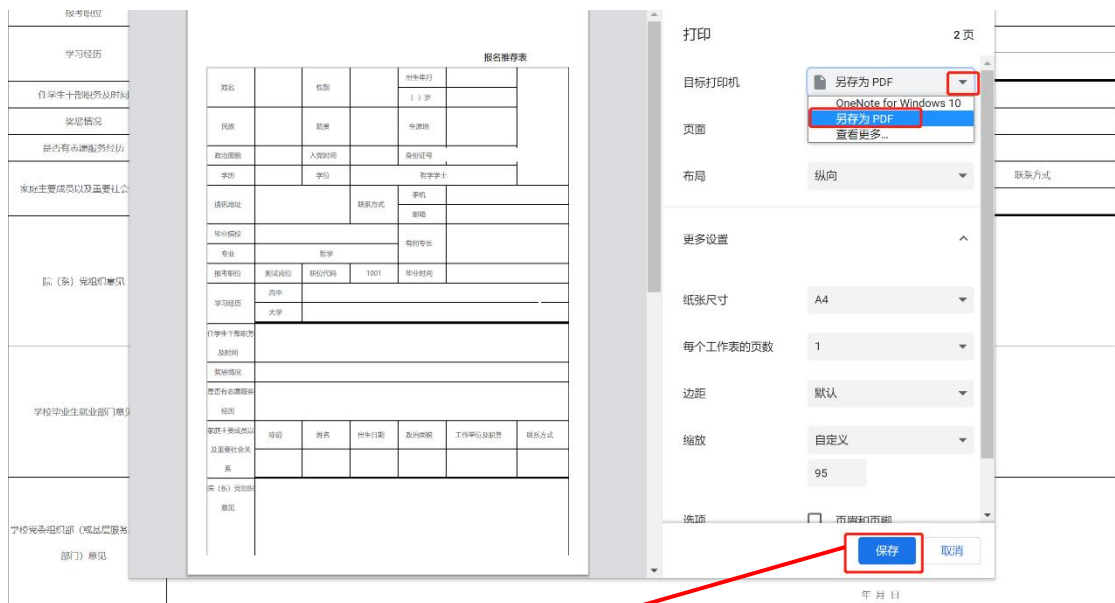 报考职位
学习经历
任学生干部职务及时间
奖惩情况
是否有志愿服务经历
家庭主要成员以及重要社会
院（系）党组织意见
学校毕业生就业部门意见
学校党委组织部（或基层服务
部门）意见
报名推荐表
姓名 性别 出生年月
（ ）岁
民族 籍贯 生源地
政治面貌 入党时间 身份证号
学历 学位 哲学学士
通讯地址 联系方式 手机
邮箱
毕业院校 有何专长
专业 哲学
报考职位 测试岗位 职位代码 1001 毕业时间
学习经历 高中
大学
任学生干部职务
及时间
奖惩情况
是否有志愿服务
经历
家庭主要成员以
及重要社会关
系
称谓 姓名 出生日期 政治面貌 工作单位及职务 联系方式
院（系）党组织
意见
打印 2 页
目标打印机 另存为 PDF
OneNote for Windows 10
另存为 PDF
查看更多...
页面
布局 纵向
更多设置
纸张尺寸 A4
每个工作表的页数 1
边距 默认
缩放 自定义
95
选项 页眉和页脚
保存 取消
联系方式
年 月 日